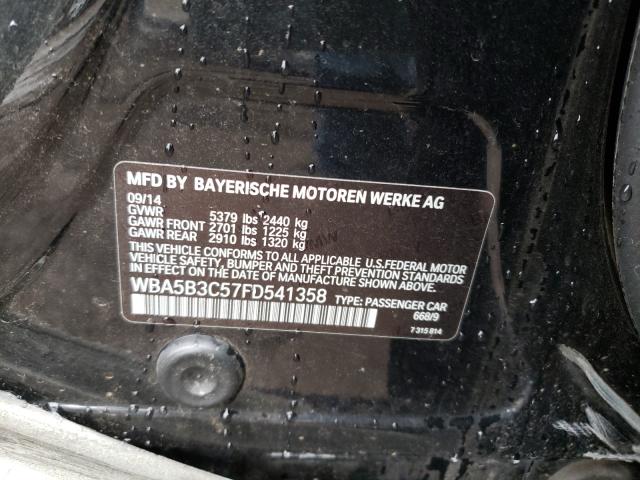 MFD BY BAYERISCHE MOTOREN WERKE AG
09/14
GVWR 5379 lbs 2440 kg
GAWR FRONT 2701 lbs 1225 kg
GAWR REAR 2910 lbs 1320 kg
THIS VEHICLE CONFORMS TO ALL APPLICABLE U.S. FEDERAL MOTOR
VEHICLE SAFETY, BUMPER AND THEFT PREVENTION STANDARDS
IN EFFECT ON THE DATE OF MANUFACTURE SHOWN ABOVE.
WBA5B3C57FD541358 TYPE: PASSENGER CAR
668/9
7 315 814